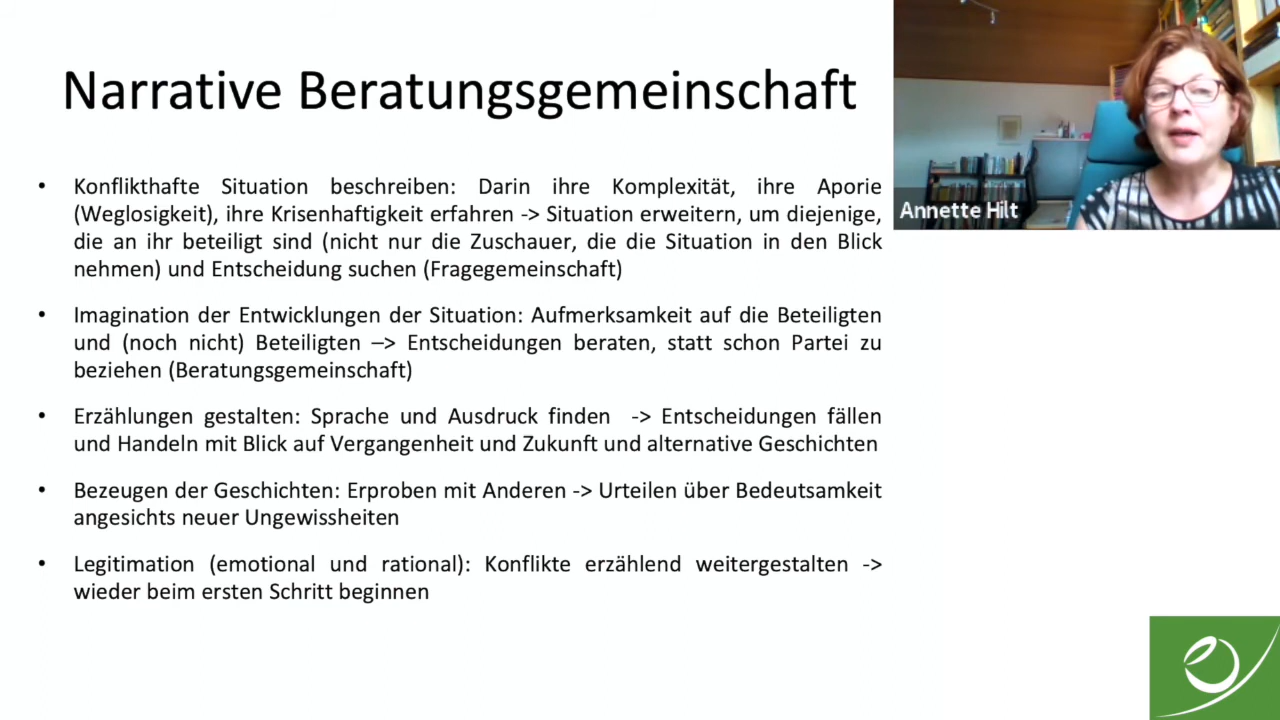 Narrative Beratungsgemeinschaft
• Konflikthafte Situation beschreiben: Darin ihre Komplexität, ihre Aporie
(Weglosigkeit), ihre Krisenhaftigkeit erfahren -> Situation erweitern, um diejenige,
die an ihr beteiligt sind (nicht nur die Zuschauer, die die Situation in den Blick
nehmen) und Entscheidung suchen (Fragegemeinschaft)
• Imagination der Entwicklungen der Situation: Aufmerksamkeit auf die Beteiligten
und (noch nicht) Beteiligten –> Entscheidungen beraten, statt schon Partei zu
beziehen (Beratungsgemeinschaft)
• Erzählungen gestalten: Sprache und Ausdruck finden -> Entscheidungen fällen
und Handeln mit Blick auf Vergangenheit und Zukunft und alternative Geschichten
• Bezeugen der Geschichten: Erproben mit Anderen -> Urteilen über Bedeutsamkeit
angesichts neuer Ungewissheiten
• Legitimation (emotional und rational): Konflikte erzählend weitergestalten ->
wieder beim ersten Schritt beginnen
Annette Hilt